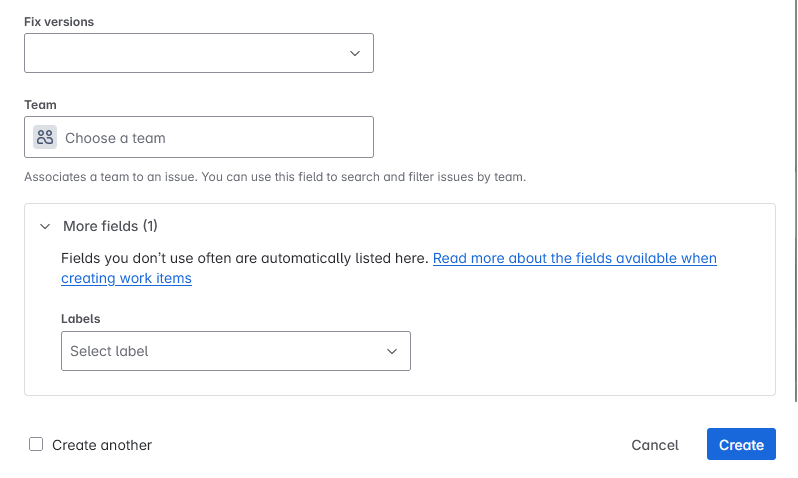 Fix versions
Team
Choose a team
Associates a team to an issue. You can use this field to search and filter issues by team.
More fields (1)
Fields you don’t use often are automatically listed here. Read more about the fields available when
creating work items
Labels
Select label
Create another
Cancel
Create